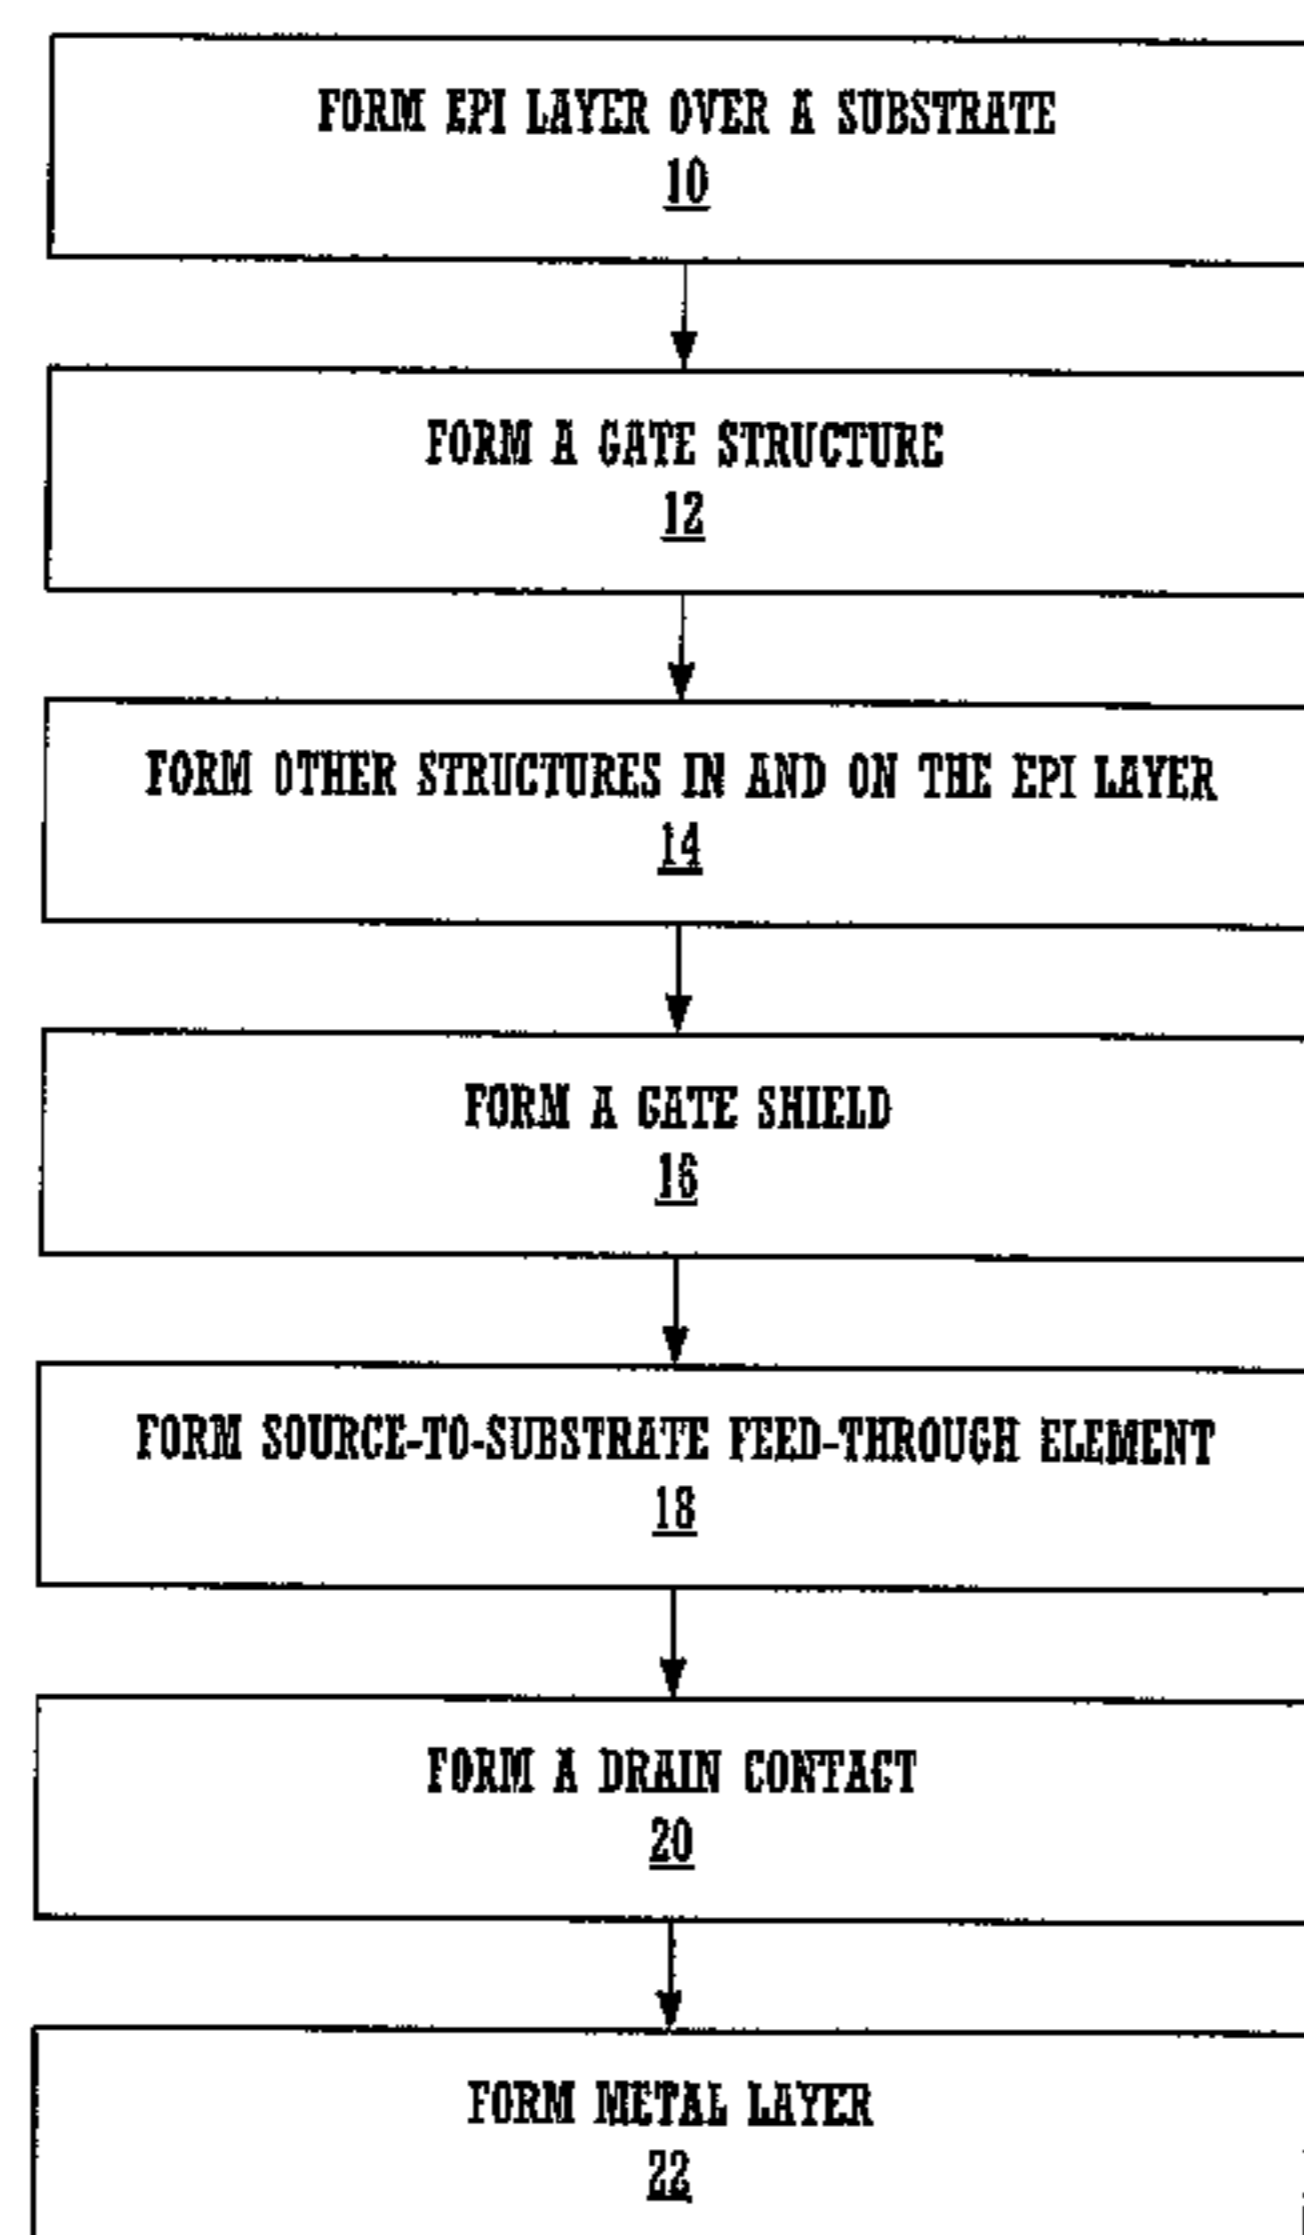 FORM EPI LAYER OVER A SUBSTRATE
10
FORM A GATE STRUCTURE
12
FORM OTHER STRUCTURES IN AND ON THE EPI LAYER
14
FORM A GATE SHIELD
16
FORM SOURCE-TO-SUBSTRATE FEED-THROUGH ELEMENT
18
FORM A DRAIN CONTACT
20
FORM METAL LAYER
22